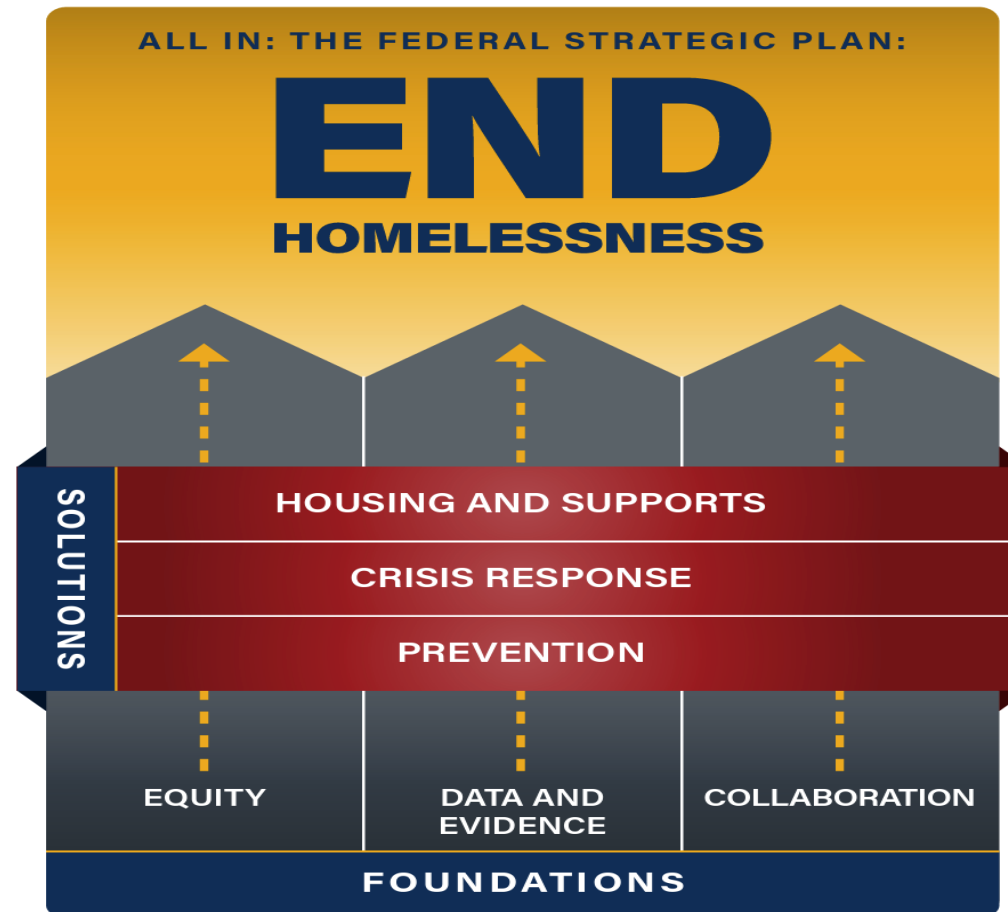 ALL IN: THE FEDERAL STRATEGIC PLAN:
END
HOMELESSNESS
SOLUTIONS
HOUSING AND SUPPORTS
CRISIS RESPONSE
PREVENTION
EQUITY
DATA AND
EVIDENCE
COLLABORATION
FOUNDATIONS